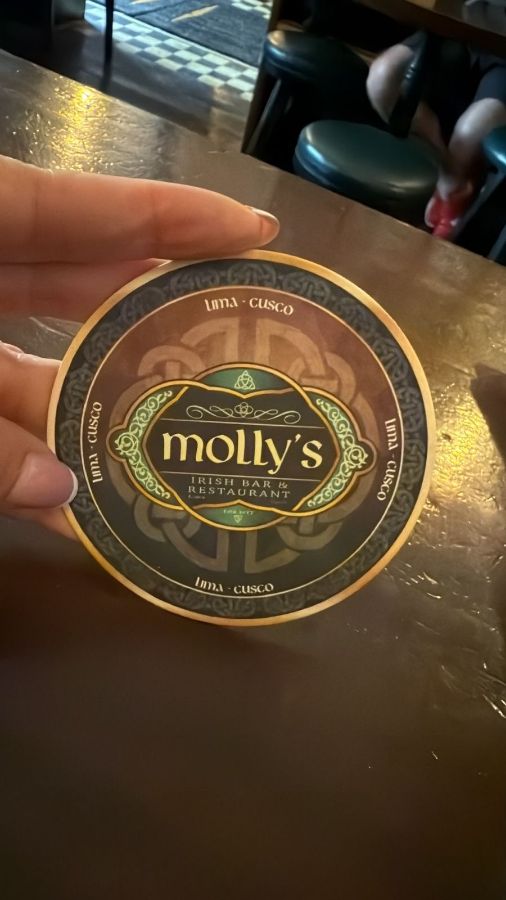 LIMA · CUSCO
LIMA · CUSCO
LIMA · CUSCO
molly's
IRISH BAR &
RESTAURANT
LIMA · CUSCO